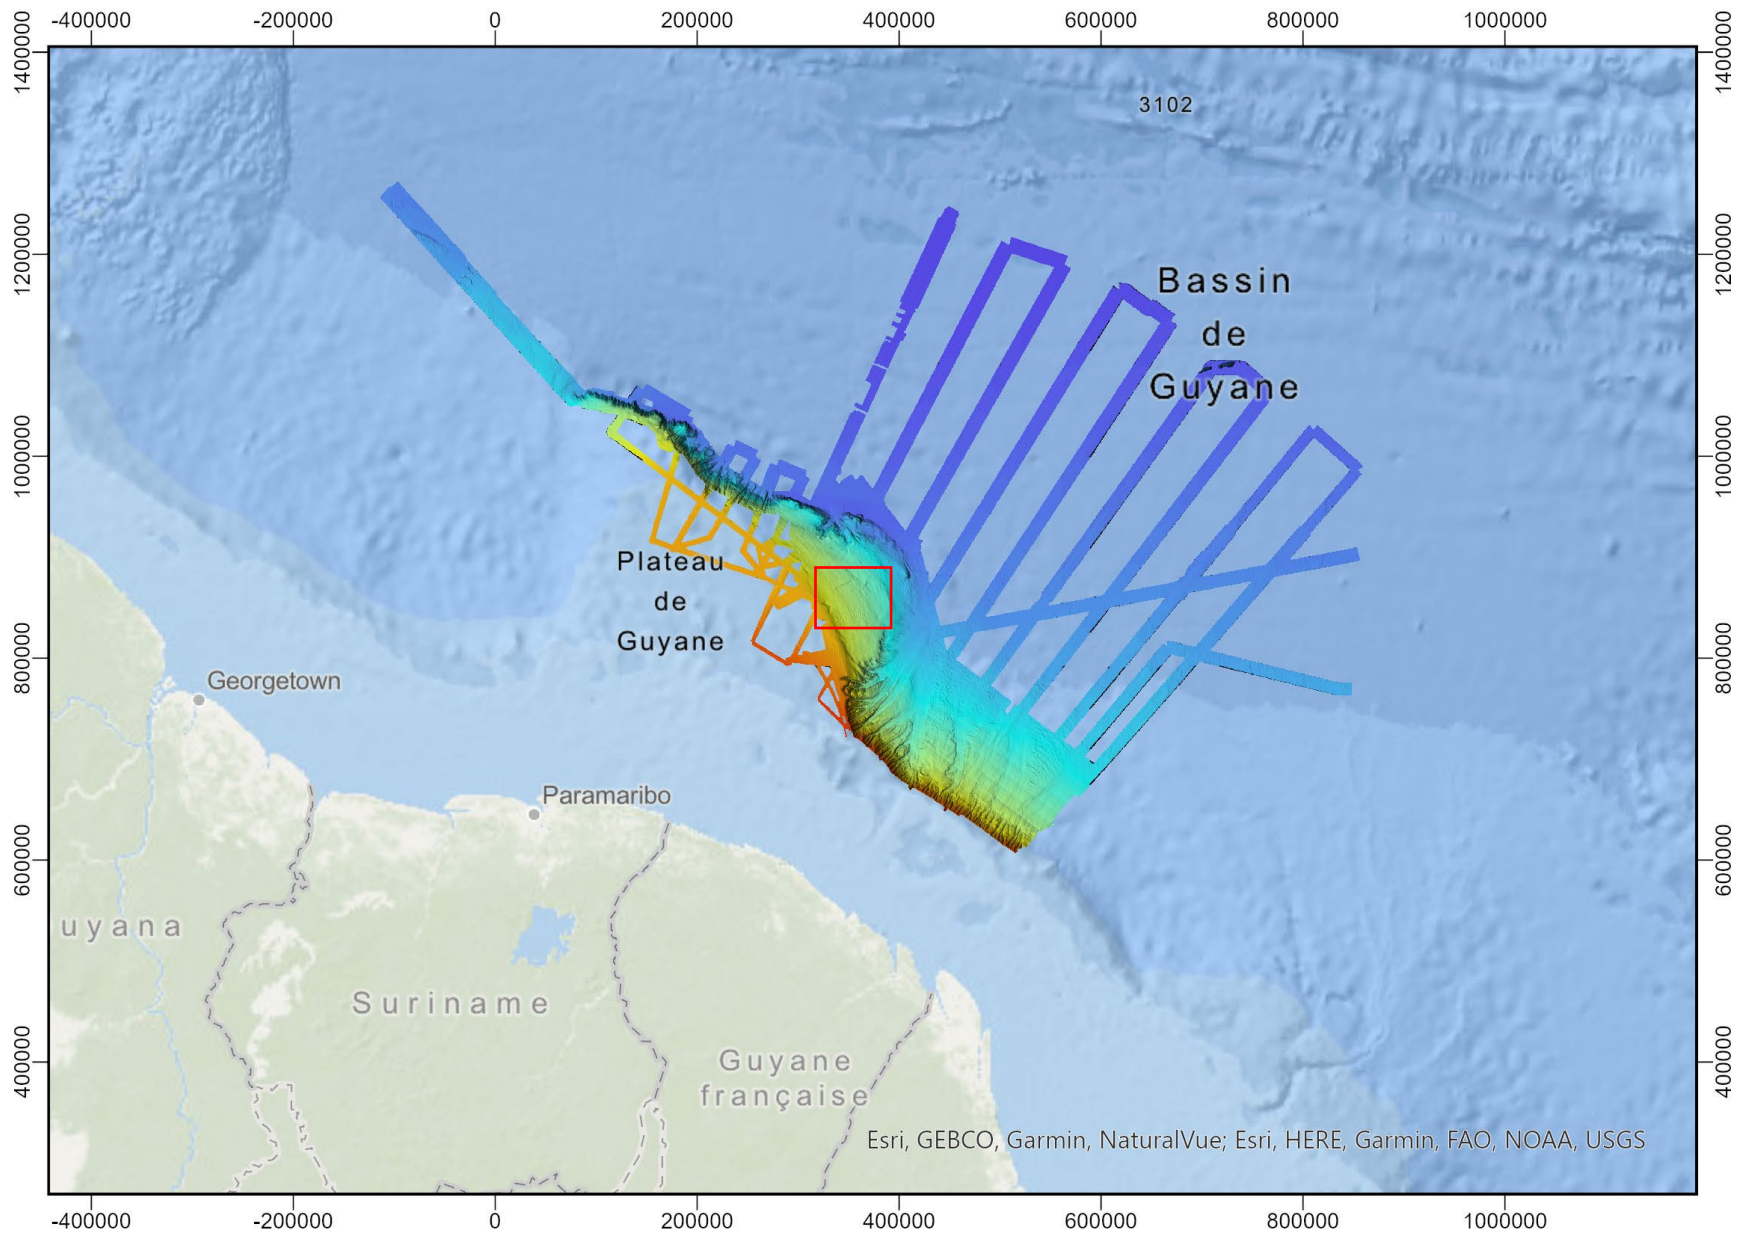 -400000 -200000 0 200000 400000 600000 800000 1000000
1400000 1400000
3102
1200000 1200000
Bassin
de
Guyane
1000000 1000000
Plateau
de
Guyane
800000 800000
Georgetown
Paramaribo
600000 600000
uyana
Suriname
Guyane
française
400000 400000
Esri, GEBCO, Garmin, NaturalVue; Esri, HERE, Garmin, FAO, NOAA, USGS
-400000 -200000 0 200000 400000 600000 800000 1000000